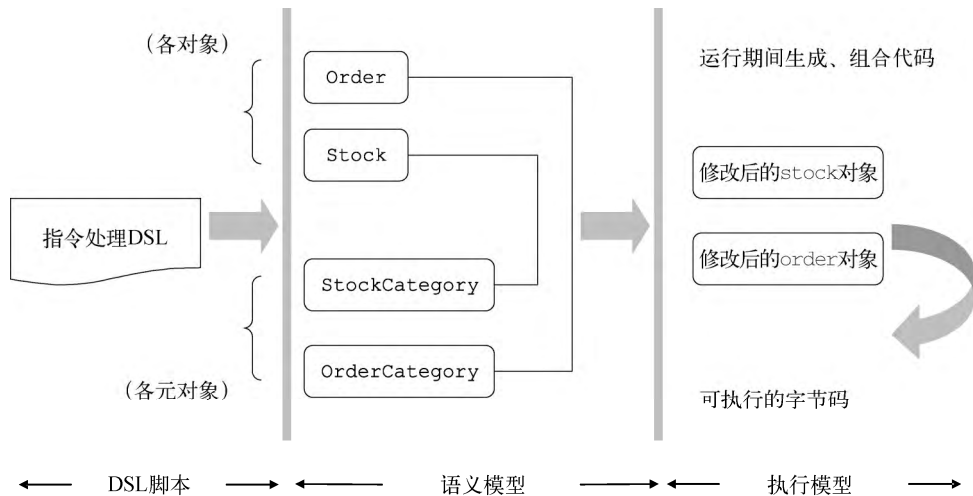 （各对象）
Order
Stock
指令处理DSL
StockCategory
OrderCategory
（各元对象）
运行期间生成、组合代码
修改后的stock对象
修改后的order对象
可执行的字节码
DSL脚本
语义模型
执行模型